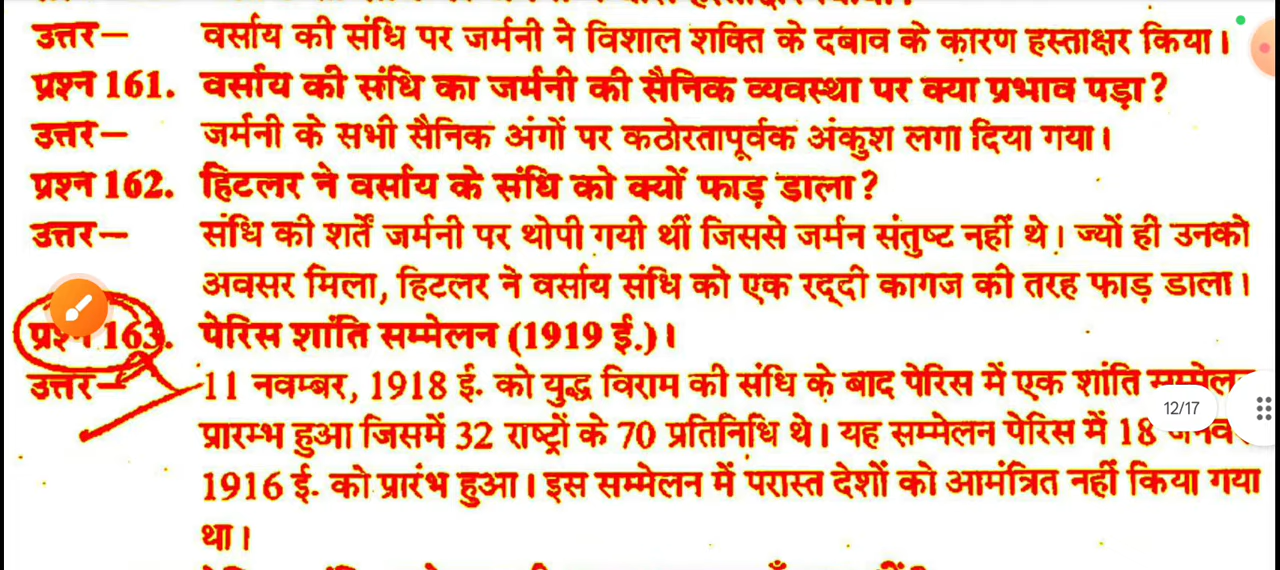 उत्तर– वर्साय की संधि पर जर्मनी ने विशाल शक्ति के दबाव के कारण हस्ताक्षर किया।
प्रश्न 161. वर्साय की संधि का जर्मनी की सैनिक व्यवस्था पर क्या प्रभाव पड़ा?
उत्तर– जर्मनी के सभी सैनिक अंगों पर कठोरतापूर्वक अंकुश लगा दिया गया।
प्रश्न 162. हिटलर ने वर्साय के संधि को क्यों फाड़ डाला?
उत्तर– संधि की शर्तें जर्मनी पर थोपी गयी थीं जिससे जर्मन संतुष्ट नहीं थे। ज्यों ही उनको
अवसर मिला, हिटलर ने वर्साय संधि को एक रद्दी कागज की तरह फाड़ डाला।
प्रश्न 163. पेरिस शांति सम्मेलन (1919 ई.)।
उत्तर– 11 नवम्बर, 1918 ई. को युद्ध विराम की संधि के बाद पेरिस में एक शांति
12/17
प्रारम्भ हुआ जिसमें 32 राष्ट्रों के 70 प्रतिनिधि थे। यह सम्मेलन पेरिस में 18
1916 ई. को प्रारंभ हुआ। इस सम्मेलन में परास्त देशों को आमंत्रित नहीं किया गया
था।